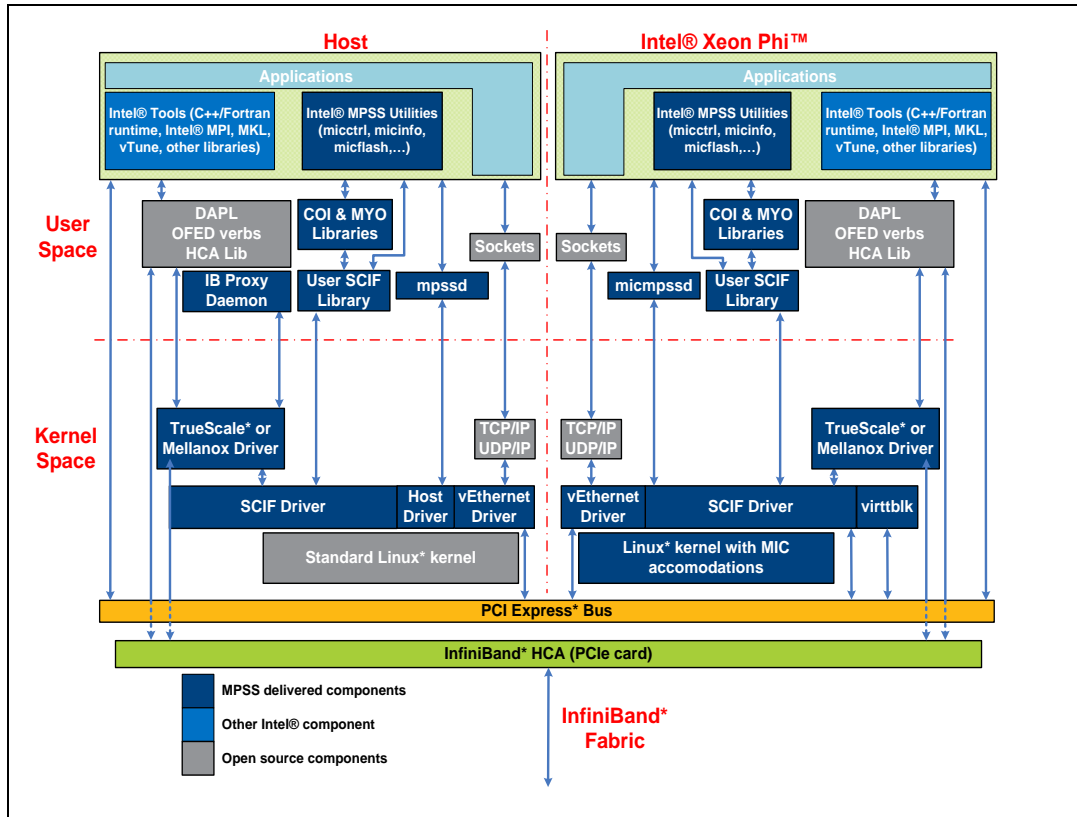 Host
Intel® Xeon Phi™
Applications
Applications
Intel® Tools (C++/Fortran
runtime, Intel® MPI, MKL,
vTune, other libraries)
Intel® MPSS Utilities
(micctrl, micinfo,
micflash,…)
Intel® MPSS Utilities
(micctrl, micinfo,
micflash,…)
Intel® Tools (C++/Fortran
runtime, Intel® MPI, MKL,
vTune, other libraries)
User
Space
DAPL
OFED verbs
HCA Lib
COI & MYO
Libraries
Sockets
Sockets
COI & MYO
Libraries
DAPL
OFED verbs
HCA Lib
IB Proxy
Daemon
User SCIF
Library
mpssd
micmpssd
User SCIF
Library
Kernel
Space
TrueScale* or
Mellanox Driver
TCP/IP
UDP/IP
TCP/IP
UDP/IP
TrueScale* or
Mellanox Driver
SCIF Driver
Host
Driver
vEthernet
Driver
vEthernet
Driver
SCIF Driver
virttblk
Standard Linux* kernel
Linux* kernel with MIC
accomodations
PCI Express* Bus
InfiniBand* HCA (PCIe card)
MPSS delivered components
Other Intel® component
Open source components
InfiniBand*
Fabric